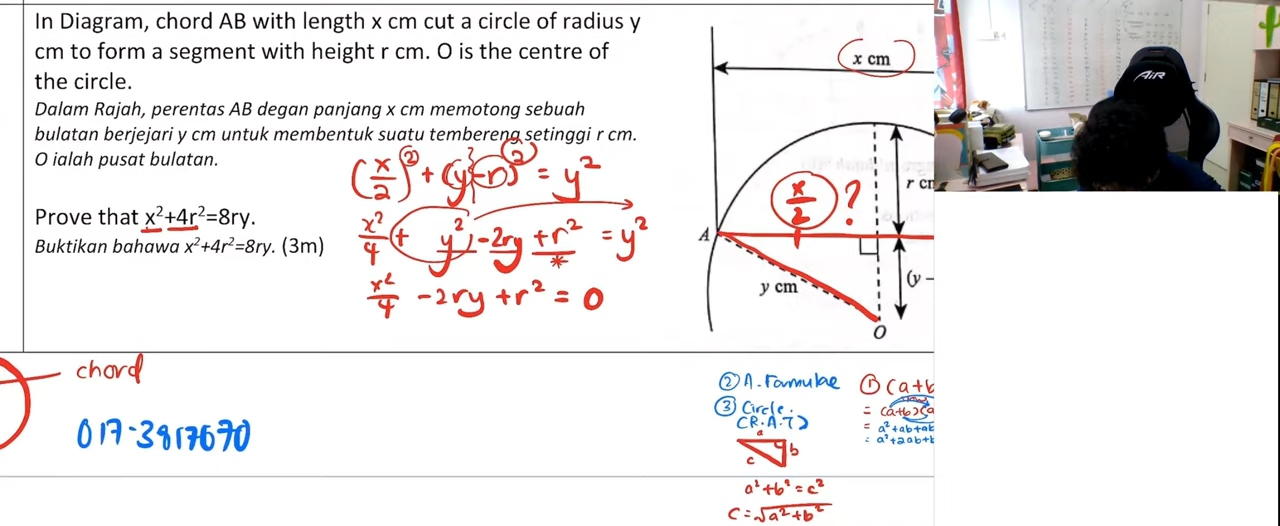 In Diagram, chord AB with length x cm cut a circle of radius y
cm to form a segment with height r cm. O is the centre of
the circle.
Dalam Rajah, perentas AB degan panjang x cm memotong sebuah
bulatan berjejari y cm untuk membentuk suatu tembereng setinggi r cm.
O ialah pusat bulatan.
Prove that x²+4r²=8ry.
Buktikan bahawa x²+4r²=8ry. (3m)
(x/2)² + (y-r)² = y²
x²/4 + y² -2ry +r² = y²
x²/4 -2ry +r² = 0
x cm
r cm
x/2 ?
A
y cm
(y –
O
AIR
chord
017-3817670
② A. Formulae
③ Circle.
(R.A.T)
a
b
c
a²+b²=c²
c=√a²+b²
① (a+b
= (a+b)(a
= a²+ab+ab
= a²+2ab+b